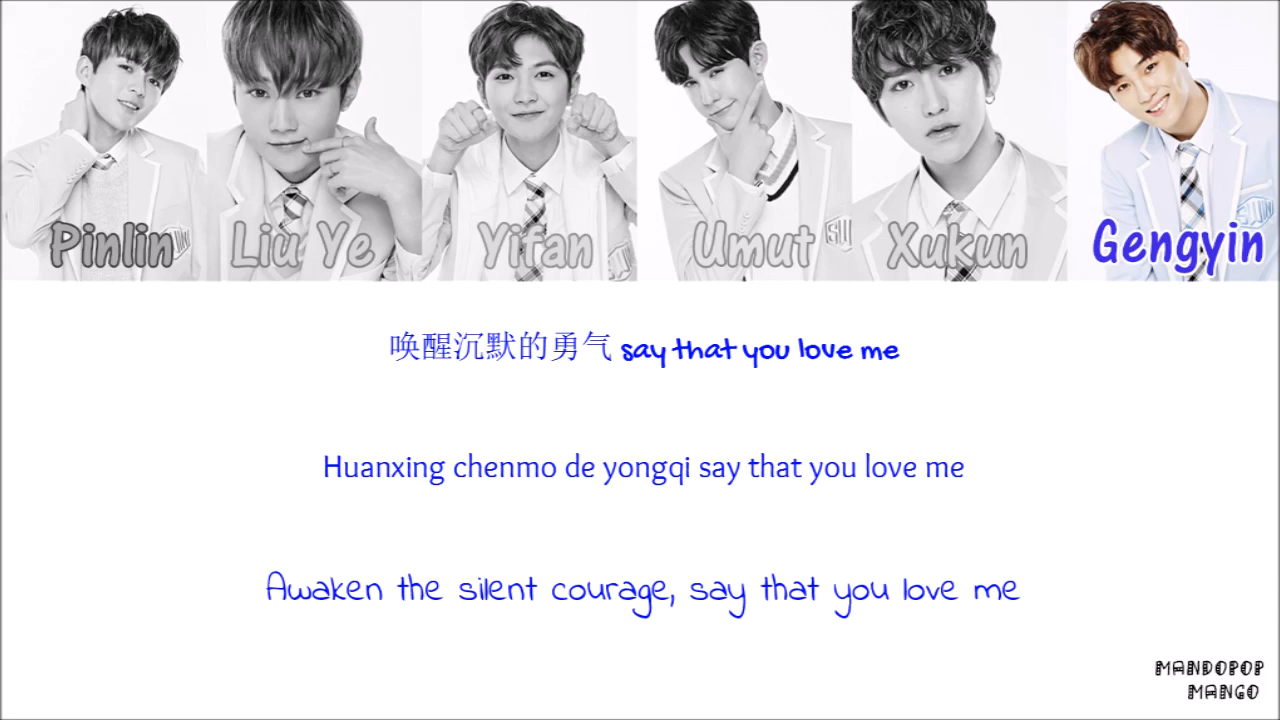 Pinlin Liu Ye Yifan Umut Xukun Gengyin
唤醒沉默的勇气 say that you love me
Huanxing chenmo de yongqi say that you love me
Awaken the silent courage, say that you love me
MANDOPOP
MANGO